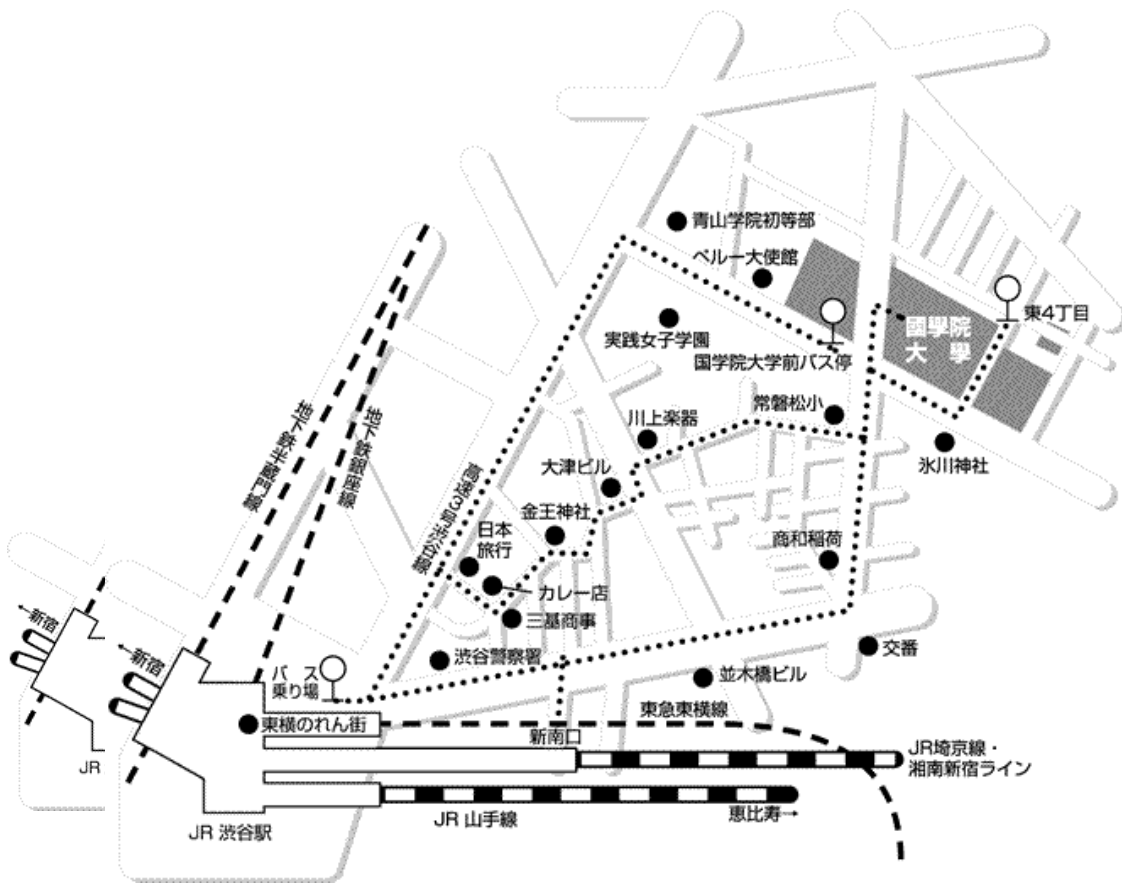 青山学院初等部
ペルー大使館
東4丁目
國學院
大學
実践女子学園
国学院大学前バス停
常磐松小
川上楽器
氷川神社
地下鉄半蔵門線
地下鉄銀座線
高速3号渋谷線
大津ビル
金王神社
日本
旅行
商和稲荷
カレー店
三基商事
←新宿
←新宿
渋谷警察署
交番
バス
乗り場
並木橋ビル
東急東横線
東横のれん街
新南口
JR埼京線・
湘南新宿ライン
JR
JR 渋谷駅
JR 山手線
恵比寿→